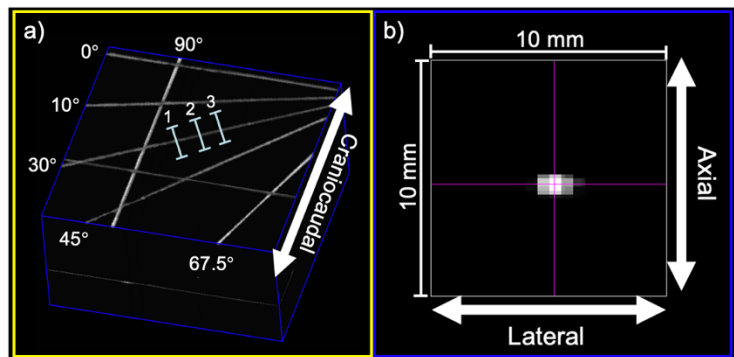 a)
0°
90°
10°
1
2
3
30°
45°
67.5°
Craniocaudal
b)
10 mm
10 mm
Axial
Lateral